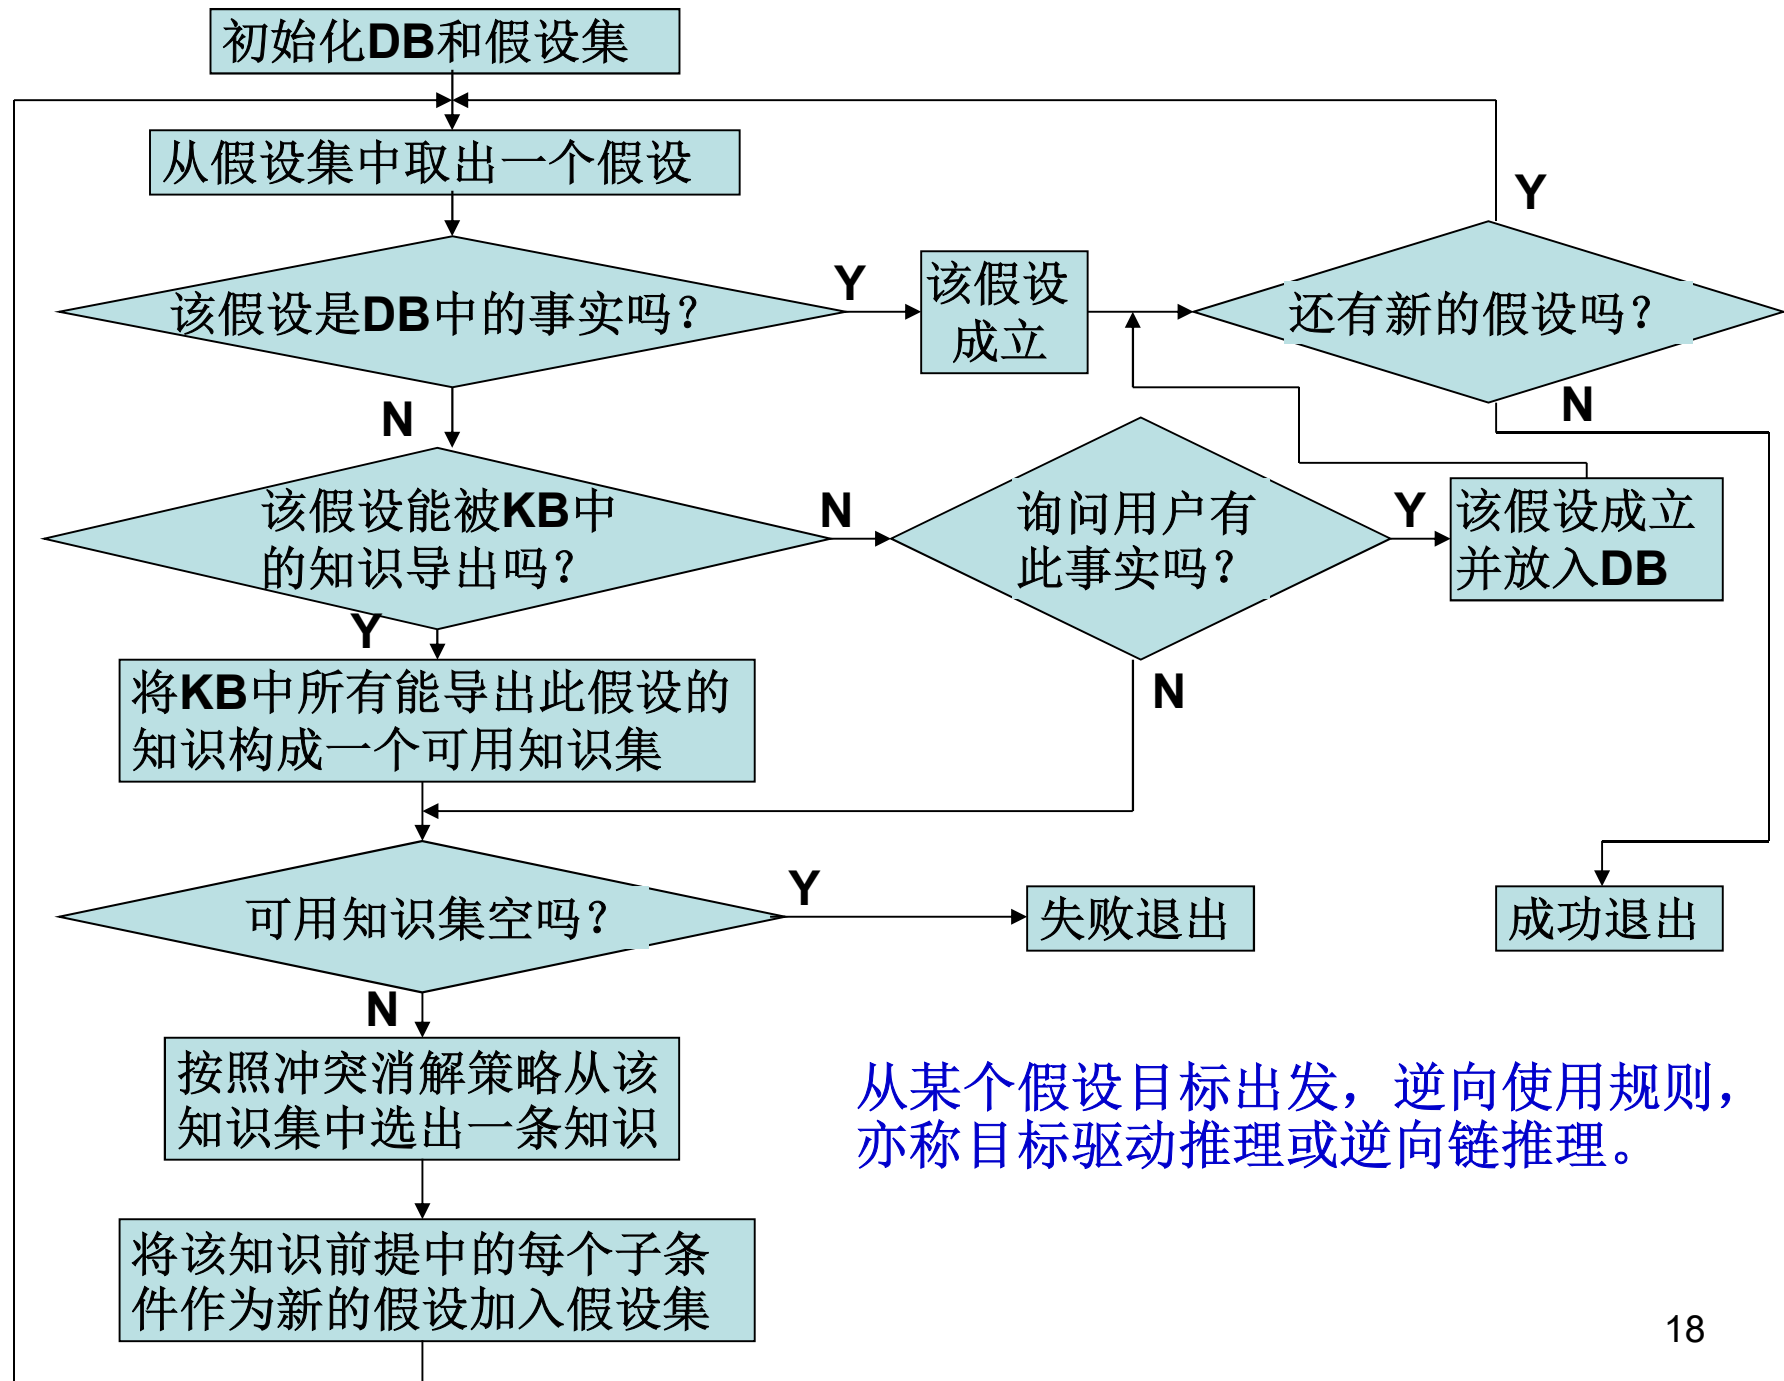 初始化DB和假设集
从假设集中取出一个假设
Y
该假设是DB中的事实吗?
Y
该假设
成立
还有新的假设吗?
N
N
该假设能被KB中
的知识导出吗?
N
询问用户有
此事实吗?
Y
该假设成立
并放入DB
Y
将KB中所有能导出此假设的
知识构成一个可用知识集
N
可用知识集空吗?
Y
失败退出
成功退出
N
按照冲突消解策略从该
知识集中选出一条知识
从某个假设目标出发，逆向使用规则，
亦称目标驱动推理或逆向链推理。
将该知识前提中的每个子条
件作为新的假设加入假设集
18